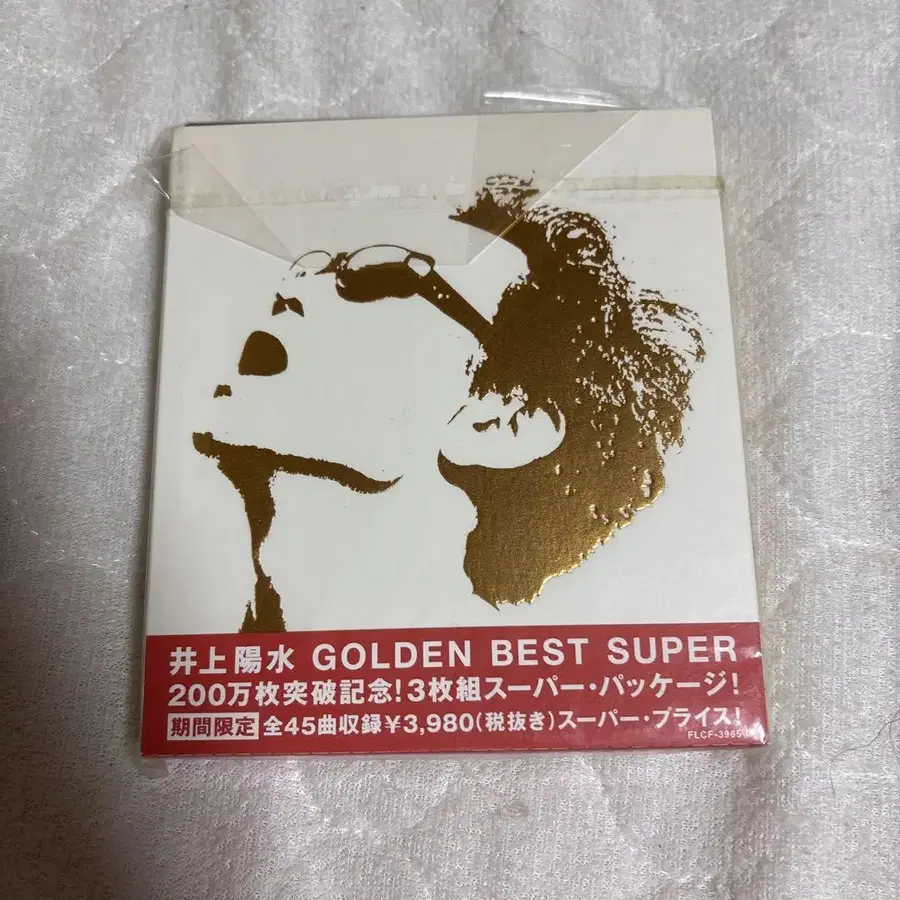 井上陽水 GOLDEN BEST SUPER
200万枚突破記念!3枚組スーパー・パッケージ!
期間限定 全45曲収録¥3,980(税抜き)スーパー・プライス!
FLCF-3965